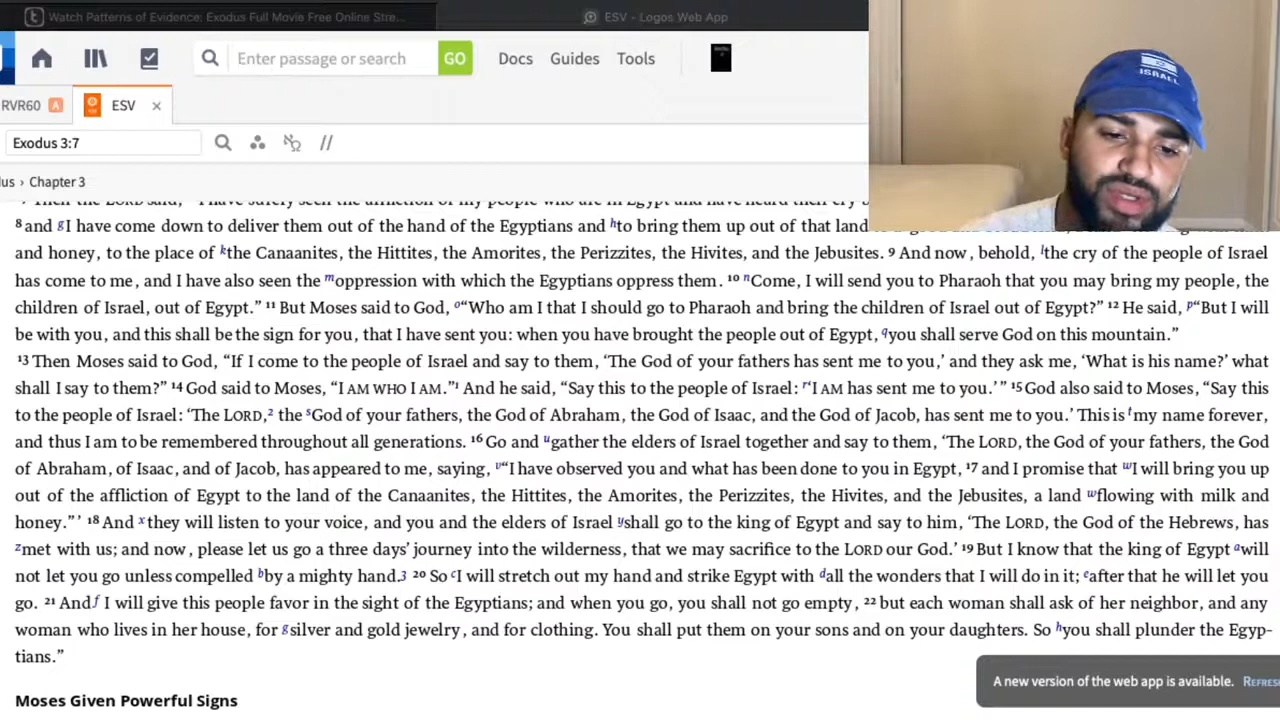 Watch Patterns of Evidence: Exodus Full Movie Free Online Stre...
ESV - Logos Web App
Enter passage or search
GO
Docs
Guides
Tools
RVR60 A
ESV ×
Exodus 3:7
lus › Chapter 3
ISRAEL
7 Then the LORD said, "I have surely seen the affliction of my people who are in Egypt and have heard their cry
8 and g I have come down to deliver them out of the hand of the Egyptians and h to bring them up out of that land
and honey, to the place of k the Canaanites, the Hittites, the Amorites, the Perizzites, the Hivites, and the Jebusites. 9 And now, behold, l the cry of the people of Israel
has come to me, and I have also seen the m oppression with which the Egyptians oppress them. 10 n Come, I will send you to Pharaoh that you may bring my people, the
children of Israel, out of Egypt." 11 But Moses said to God, o "Who am I that I should go to Pharaoh and bring the children of Israel out of Egypt?" 12 He said, p "But I will
be with you, and this shall be the sign for you, that I have sent you: when you have brought the people out of Egypt, q you shall serve God on this mountain."
13 Then Moses said to God, "If I come to the people of Israel and say to them, 'The God of your fathers has sent me to you,' and they ask me, 'What is his name?' what
shall I say to them?" 14 God said to Moses, "I AM WHO I AM." 1 And he said, "Say this to the people of Israel: r 'I AM has sent me to you.'" 15 God also said to Moses, "Say this
to the people of Israel: 'The LORD, 2 the s God of your fathers, the God of Abraham, the God of Isaac, and the God of Jacob, has sent me to you.' This is t my name forever,
and thus I am to be remembered throughout all generations. 16 Go and u gather the elders of Israel together and say to them, 'The LORD, the God of your fathers, the God
of Abraham, of Isaac, and of Jacob, has appeared to me, saying, v "I have observed you and what has been done to you in Egypt, 17 and I promise that w I will bring you up
out of the affliction of Egypt to the land of the Canaanites, the Hittites, the Amorites, the Perizzites, the Hivites, and the Jebusites, a land w flowing with milk and
honey."' 18 And x they will listen to your voice, and you and the elders of Israel y shall go to the king of Egypt and say to him, 'The LORD, the God of the Hebrews, has
z met with us; and now, please let us go a three days' journey into the wilderness, that we may sacrifice to the LORD our God.' 19 But I know that the king of Egypt a will
not let you go unless compelled b by a mighty hand. 3 20 So c I will stretch out my hand and strike Egypt with d all the wonders that I will do in it; e after that he will let you
go. 21 And f I will give this people favor in the sight of the Egyptians; and when you go, you shall not go empty, 22 but each woman shall ask of her neighbor, and any
woman who lives in her house, for g silver and gold jewelry, and for clothing. You shall put them on your sons and on your daughters. So h you shall plunder the Egyp-
tians."
A new version of the web app is available. REFRES
Moses Given Powerful Signs